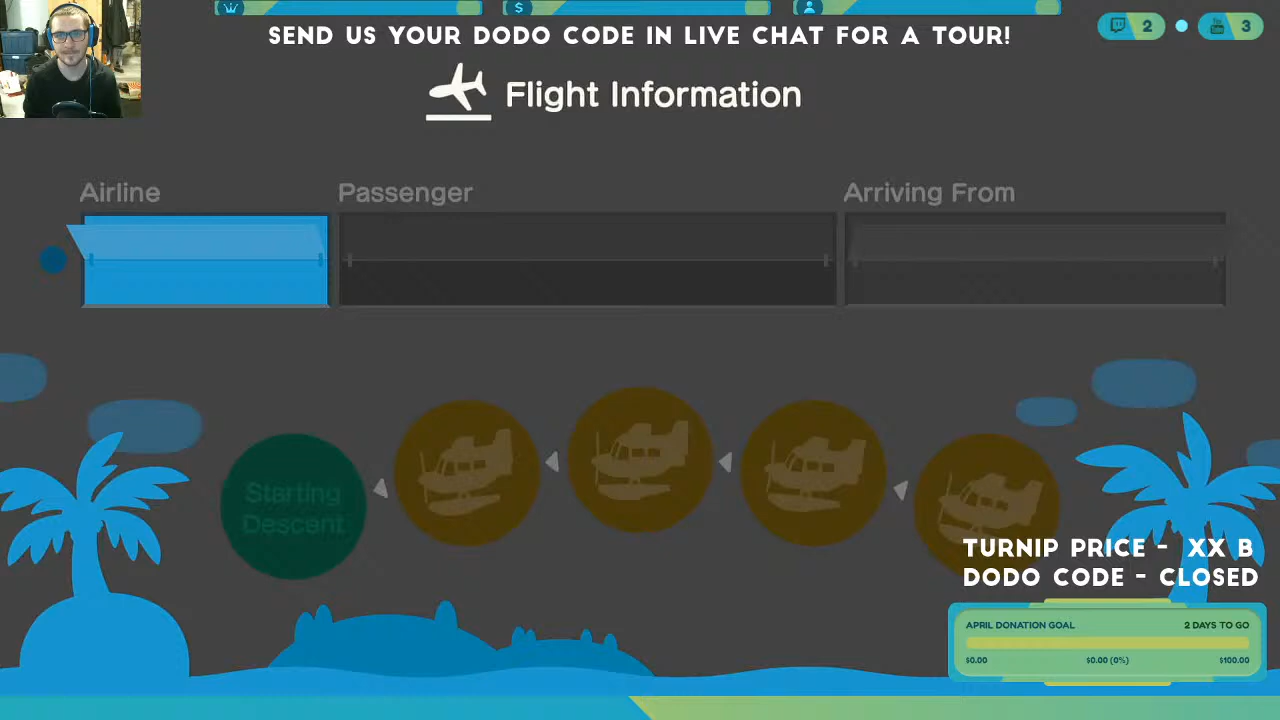 SEND US YOUR DODO CODE IN LIVE CHAT FOR A TOUR!
2
3
Flight Information
Airline
Passenger
Arriving From
Starting
Descent
TURNIP PRICE - XX B
DODO CODE - CLOSED
APRIL DONATION GOAL 2 DAYS TO GO
$0.00 $0.00 (0%) $100.00